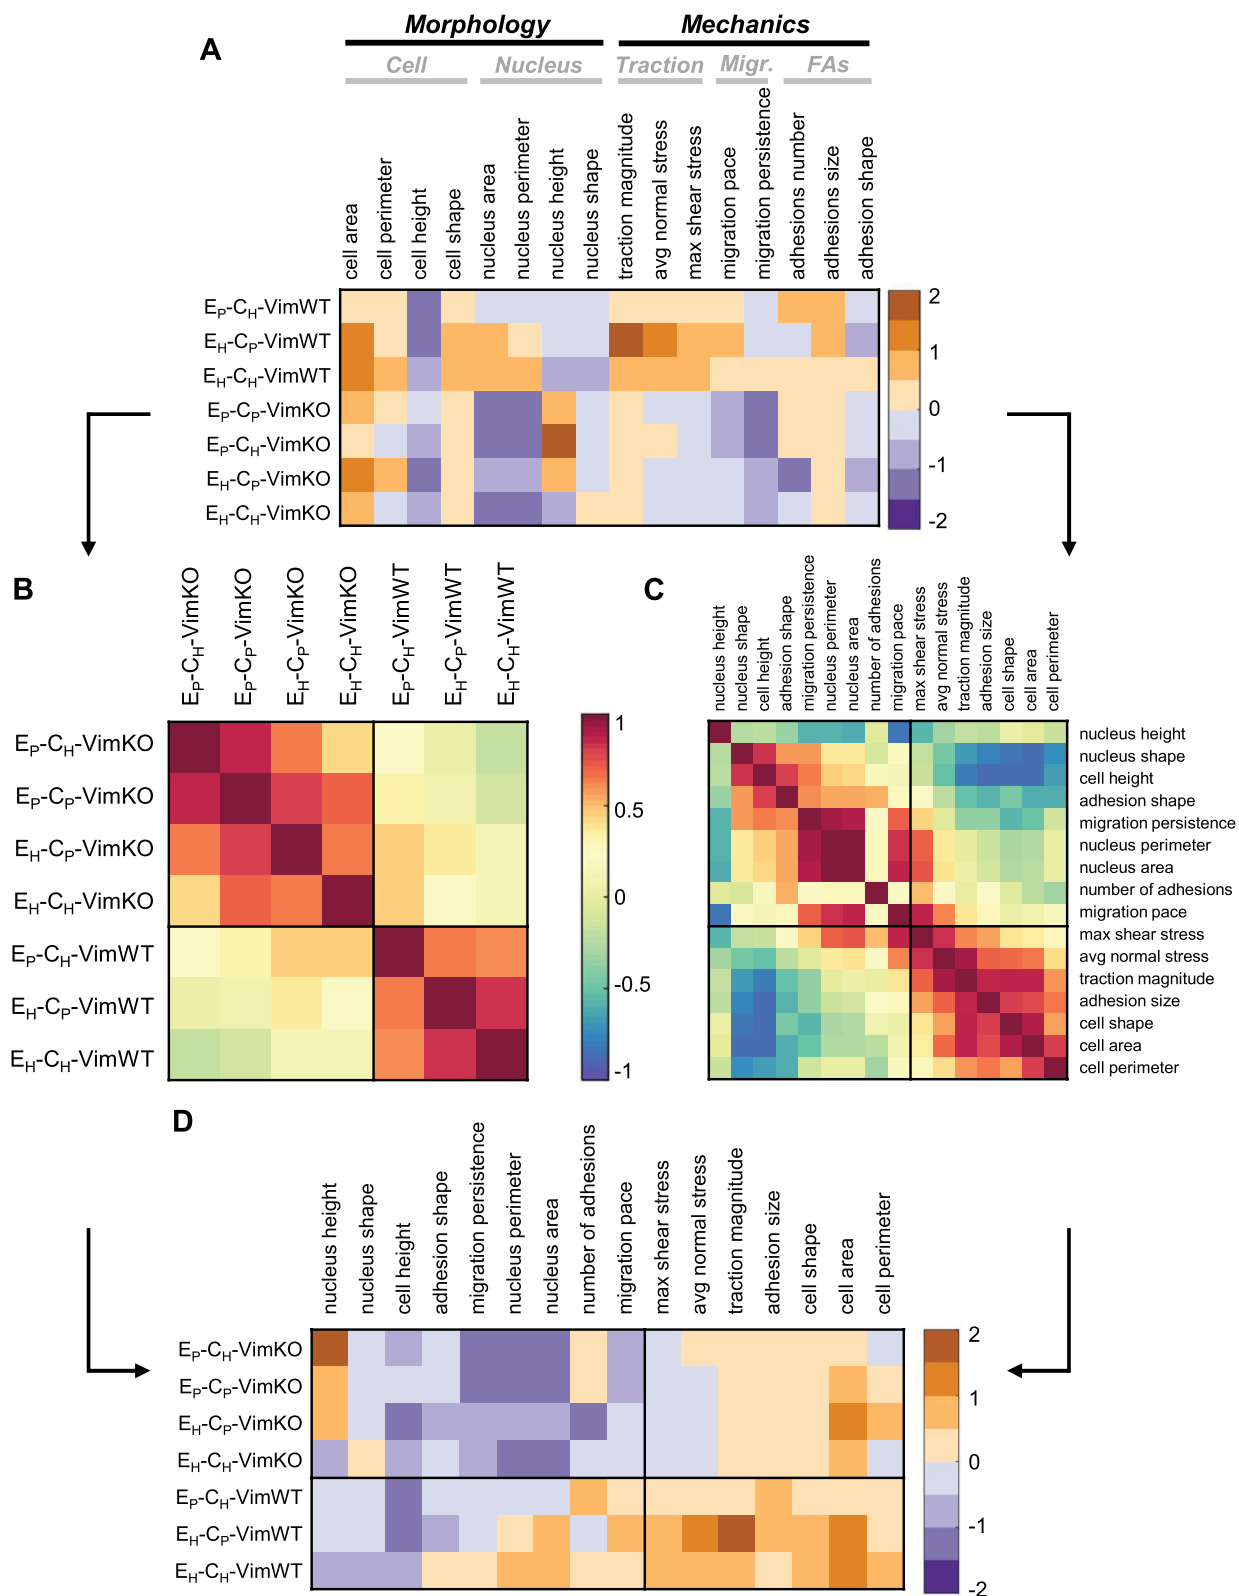 A
Morphology
Mechanics
Cell
Nucleus
Traction
Migr.
FAs
cell area
cell perimeter
cell height
cell shape
nucleus area
nucleus perimeter
nucleus height
nucleus shape
traction magnitude
avg normal stress
max shear stress
migration pace
migration persistence
adhesions number
adhesions size
adhesion shape
EP-CH-VimWT
EH-CP-VimWT
EH-CH-VimWT
EP-CP-VimKO
EP-CH-VimKO
EH-CP-VimKO
EH-CH-VimKO
2
1
0
-1
-2
B
EP-CH-VimKO
EP-CP-VimKO
EH-CP-VimKO
EH-CH-VimKO
EP-CH-VimWT
EH-CP-VimWT
EH-CH-VimWT
EP-CH-VimKO
EP-CP-VimKO
EH-CP-VimKO
EH-CH-VimKO
EP-CH-VimWT
EH-CP-VimWT
EH-CH-VimWT
1
0.5
0
-0.5
-1
C
nucleus height
nucleus shape
cell height
adhesion shape
migration persistence
nucleus perimeter
nucleus area
number of adhesions
migration pace
max shear stress
avg normal stress
traction magnitude
adhesion size
cell shape
cell area
cell perimeter
nucleus height
nucleus shape
cell height
adhesion shape
migration persistence
nucleus perimeter
nucleus area
number of adhesions
migration pace
max shear stress
avg normal stress
traction magnitude
adhesion size
cell shape
cell area
cell perimeter
D
nucleus height
nucleus shape
cell height
adhesion shape
migration persistence
nucleus perimeter
nucleus area
number of adhesions
migration pace
max shear stress
avg normal stress
traction magnitude
adhesion size
cell shape
cell area
cell perimeter
EP-CH-VimKO
EP-CP-VimKO
EH-CP-VimKO
EH-CH-VimKO
EP-CH-VimWT
EH-CP-VimWT
EH-CH-VimWT
2
1
0
-1
-2